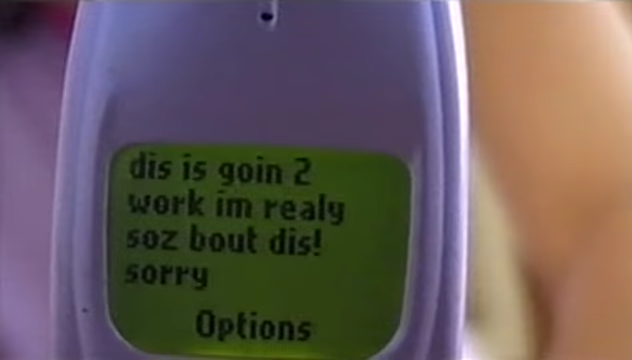 dis is goin 2
work im realy
soz bout dis!
sorry
Options